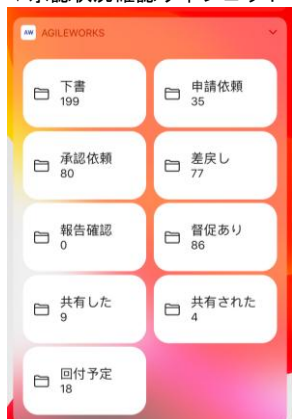 AW AGILEWORKS
下書
199
申請依頼
35
承認依頼
80
差戻し
77
報告確認
0
督促あり
86
共有した
9
共有された
4
回付予定
18